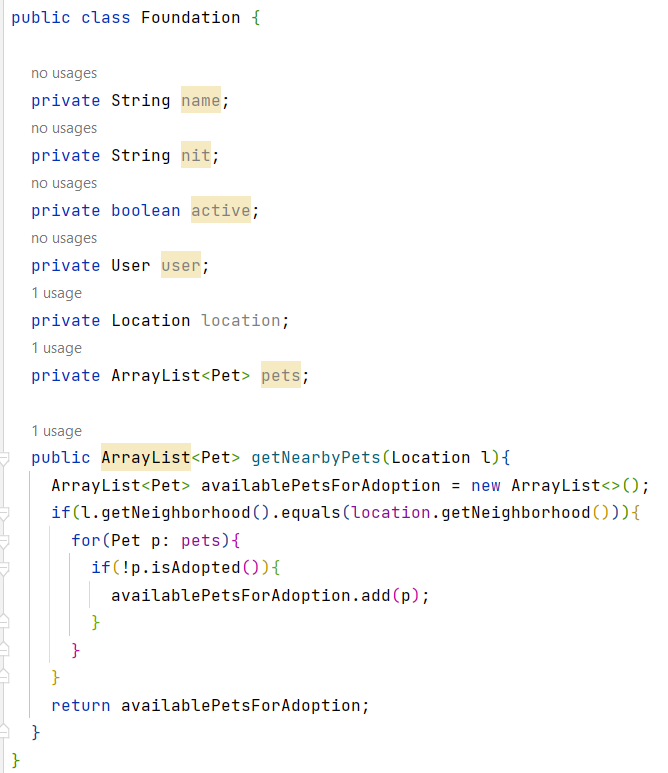 public class Foundation {
no usages
private String name;
no usages
private String nit;
no usages
private boolean active;
no usages
private User user;
1 usage
private Location location;
1 usage
private ArrayList<Pet> pets;
1 usage
public ArrayList<Pet> getNearbyPets(Location l){
ArrayList<Pet> availablePetsForAdoption = new ArrayList<>();
if(l.getNeighborhood().equals(location.getNeighborhood())){
for(Pet p: pets){
if(!p.isAdopted()){
availablePetsForAdoption.add(p);
}
}
}
return availablePetsForAdoption;
}
}